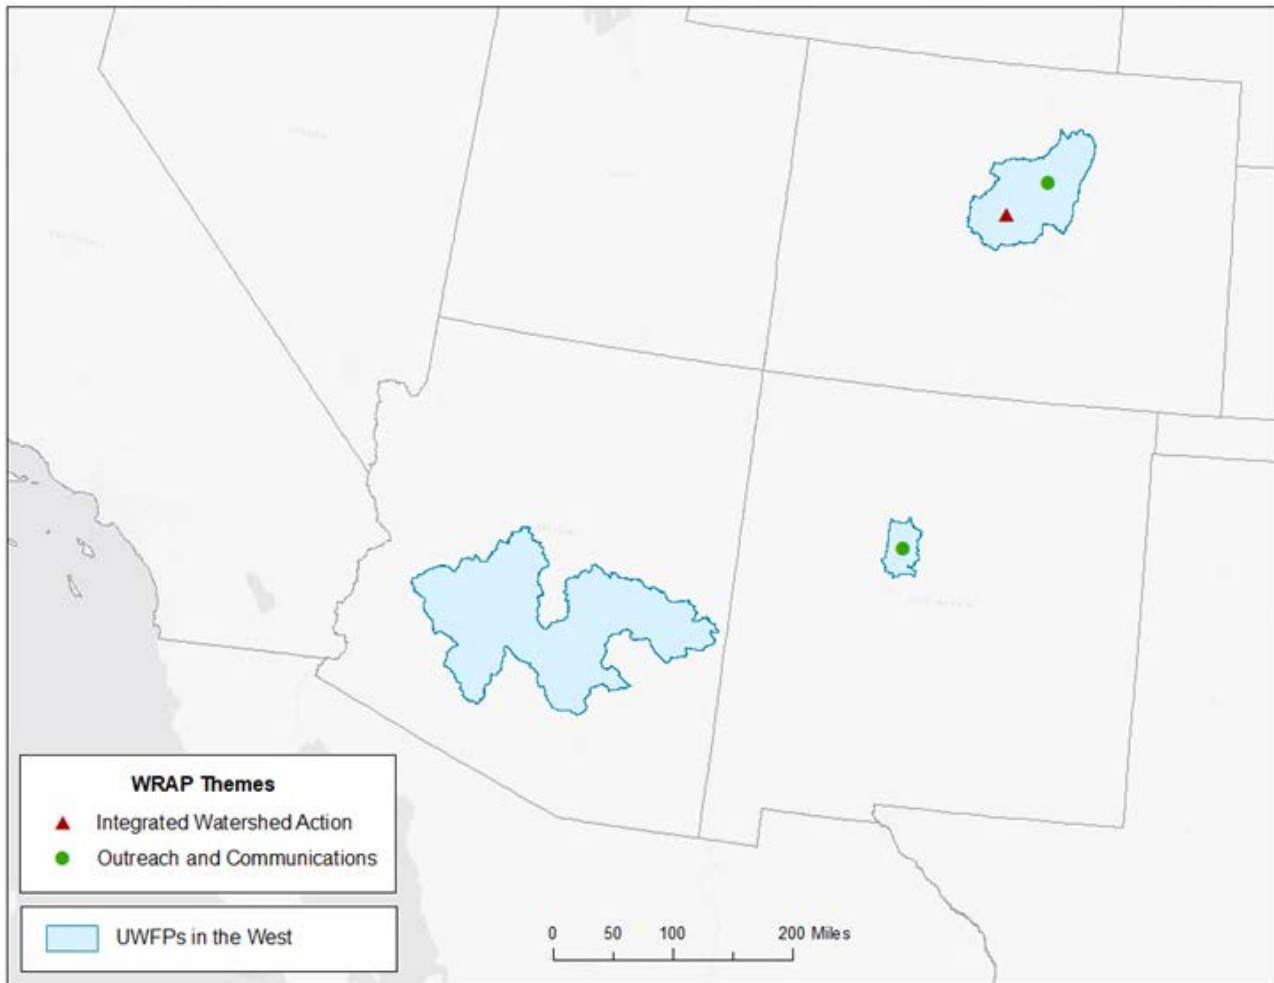 WRAP Themes
Integrated Watershed Action
Outreach and Communications
UWFPs in the West
0 50 100 200 Miles